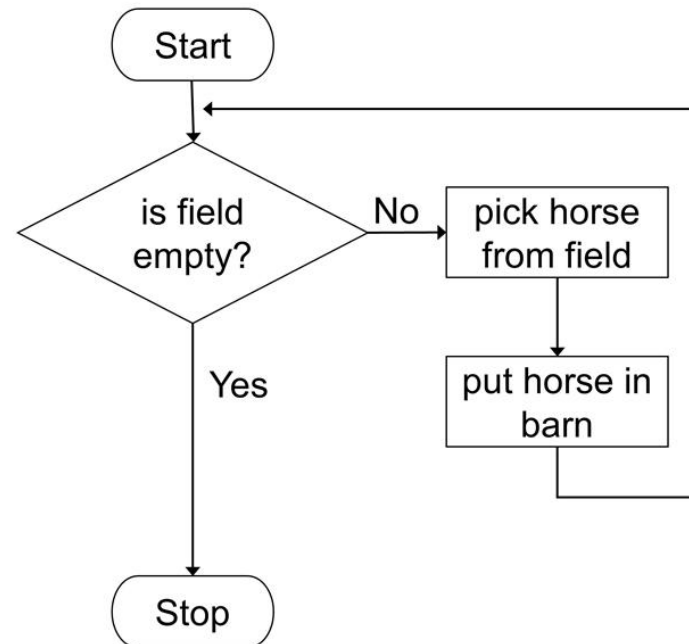 Start
is field
empty?
No
pick horse
from field
Yes
put horse in
barn
Stop